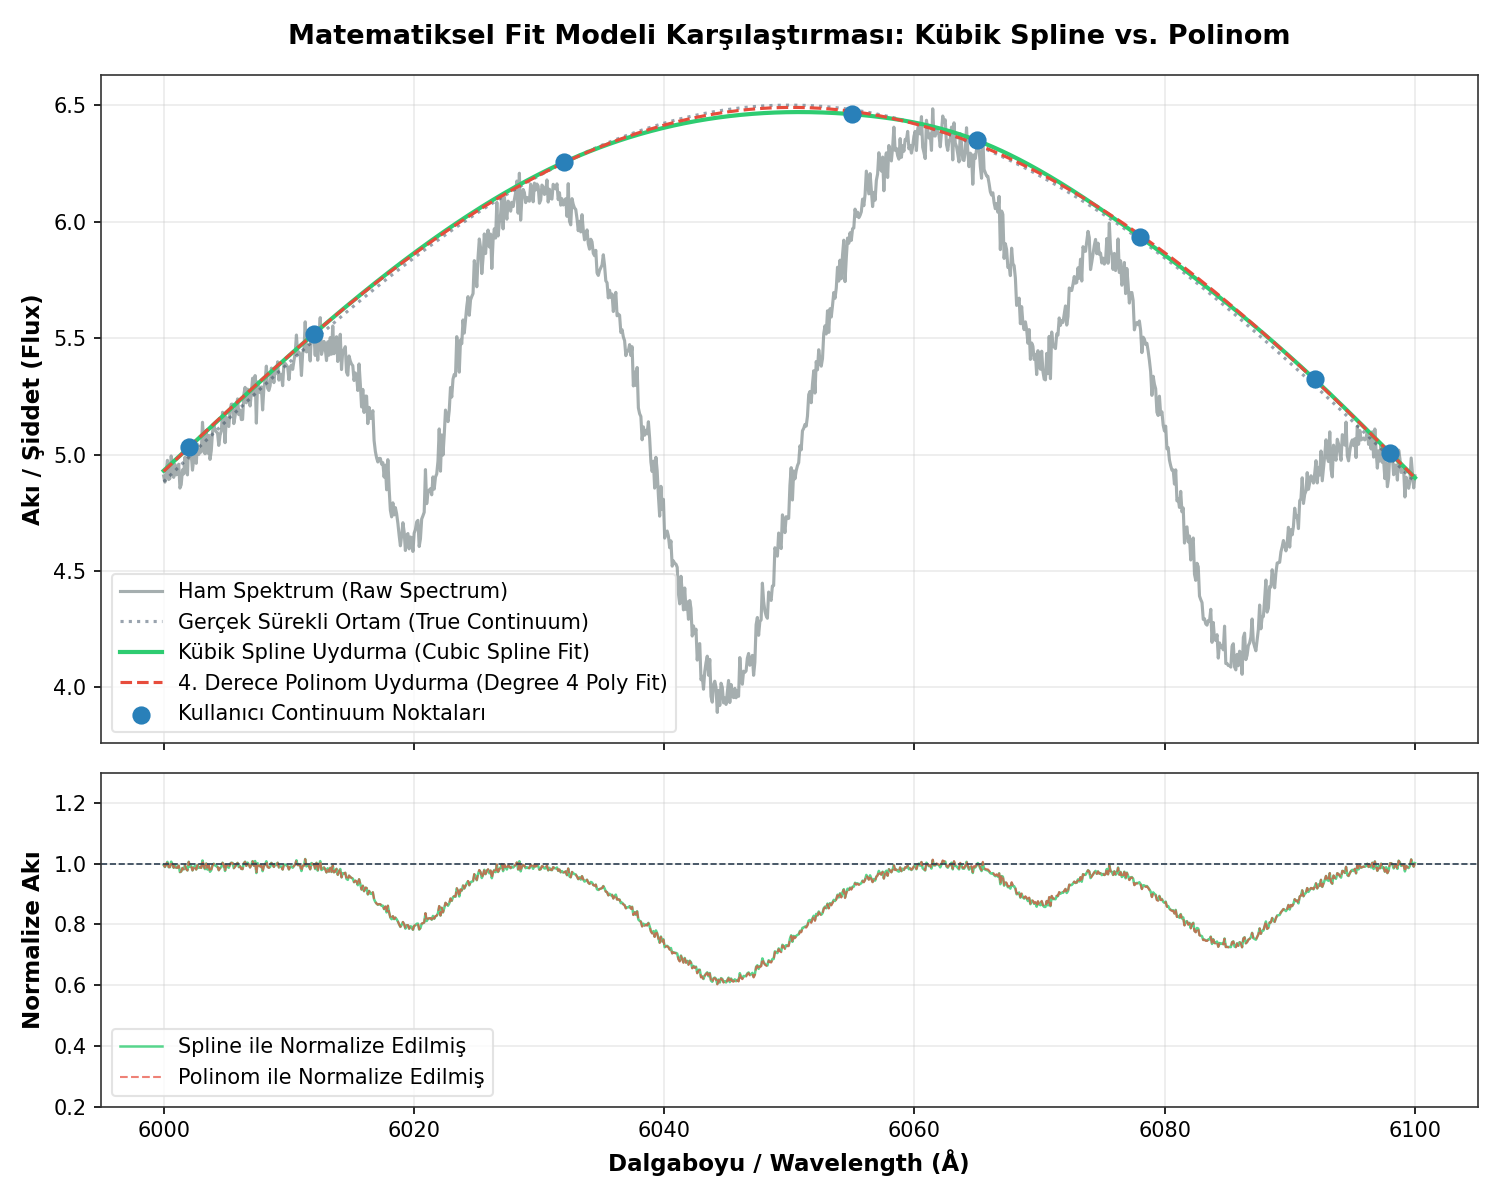 Matematiksel Fit Modeli Karşılaştırması: Kübik Spline vs. Polinom
Akı / Şiddet (Flux)
6.5
6.0
5.5
5.0
4.5
4.0
Ham Spektrum (Raw Spectrum)
Gerçek Sürekli Ortam (True Continuum)
Kübik Spline Uydurma (Cubic Spline Fit)
4. Derece Polinom Uydurma (Degree 4 Poly Fit)
Kullanıcı Continuum Noktaları
Normalize Akı
1.2
1.0
0.8
0.6
0.4
0.2
Spline ile Normalize Edilmiş
Polinom ile Normalize Edilmiş
6000 6020 6040 6060 6080 6100
Dalgaboyu / Wavelength (Å)